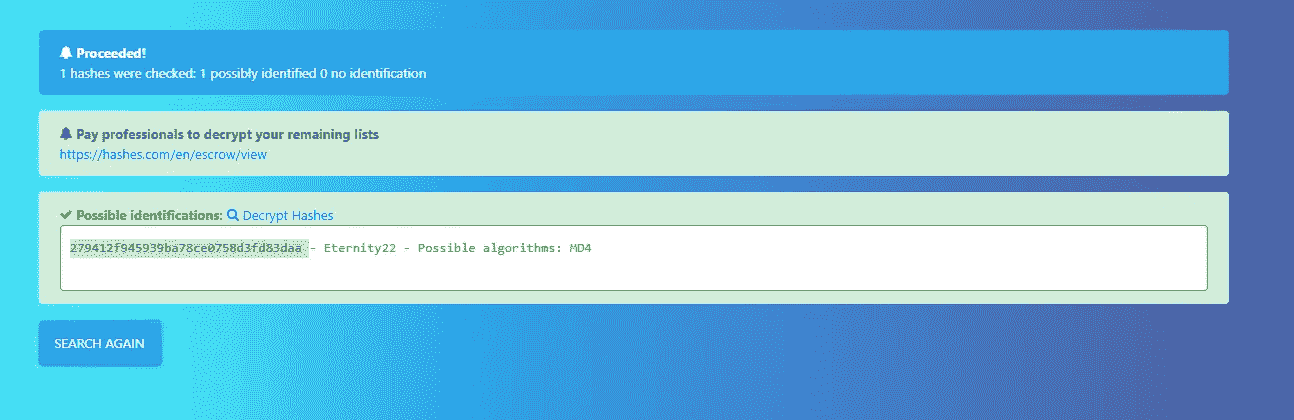 Proceeded!
1 hashes were checked: 1 possibly identified 0 no identification
Pay professionals to decrypt your remaining lists
https://hashes.com/en/escrow/view
Possible identifications: Decrypt Hashes
279412f945939ba78ce0758d3fd83daa - Eternity22 - Possible algorithms: MD4
SEARCH AGAIN